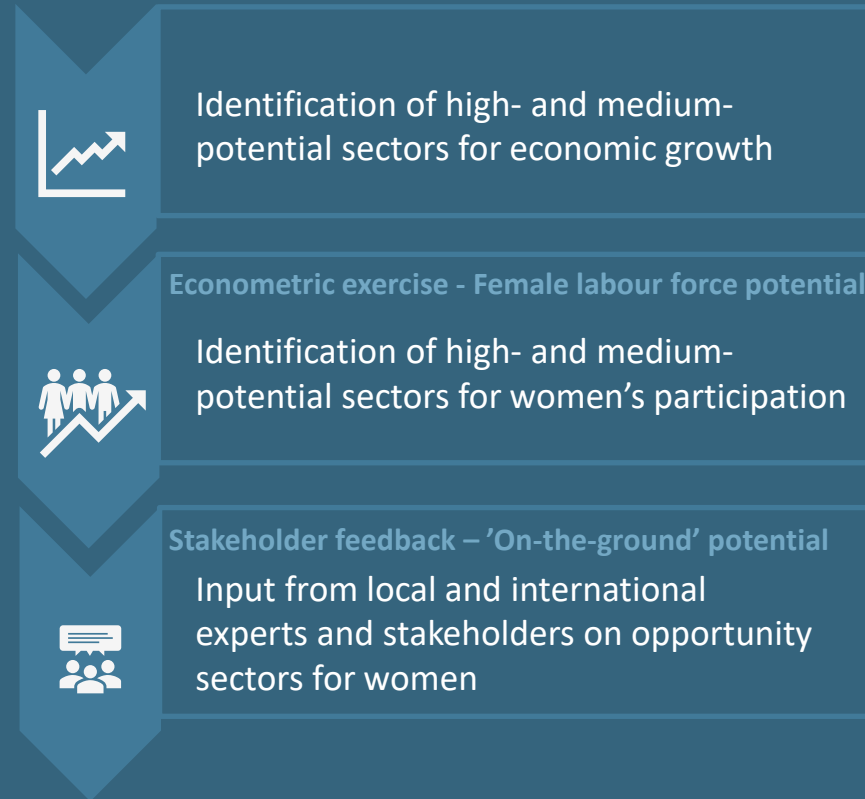 Identification of high- and medium-
potential sectors for economic growth
Econometric exercise - Female labour force potential
Identification of high- and medium-
potential sectors for women’s participation
Stakeholder feedback – ’On-the-ground’ potential
Input from local and international
experts and stakeholders on opportunity
sectors for women